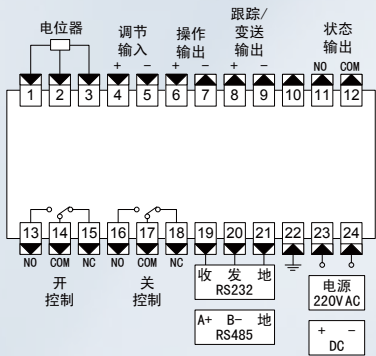 电位器 调节 操作 跟踪/ 状态
输入 输出 变送 输出
输出
+ − + − + − NO COM
1 2 3 4 5 6 7 8 9 10 11 12
13 14 15 16 17 18 19 20 21 22 23 24
NO COM NC NO COM NC
开 关
控制 控制
收 发 地
RS232
A+ B− 地
RS485
电源
220V AC
+ −
DC